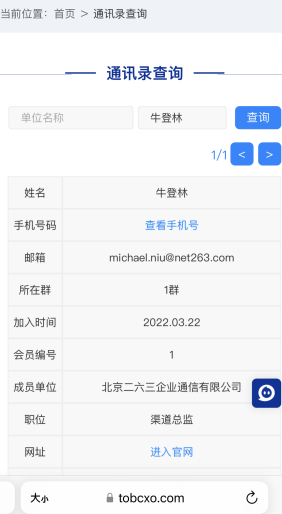 当前位置：首页 > 通讯录查询
通讯录查询
单位名称 牛登林 查询
1/1 < >
姓名 牛登林
手机号码 查看手机号
邮箱 michael.niu@net263.com
所在群 1群
加入时间 2022.03.22
会员编号 1
成员单位 北京二六三企业通信有限公司
职位 渠道总监
网址 进入官网
大小 tobcxo.com